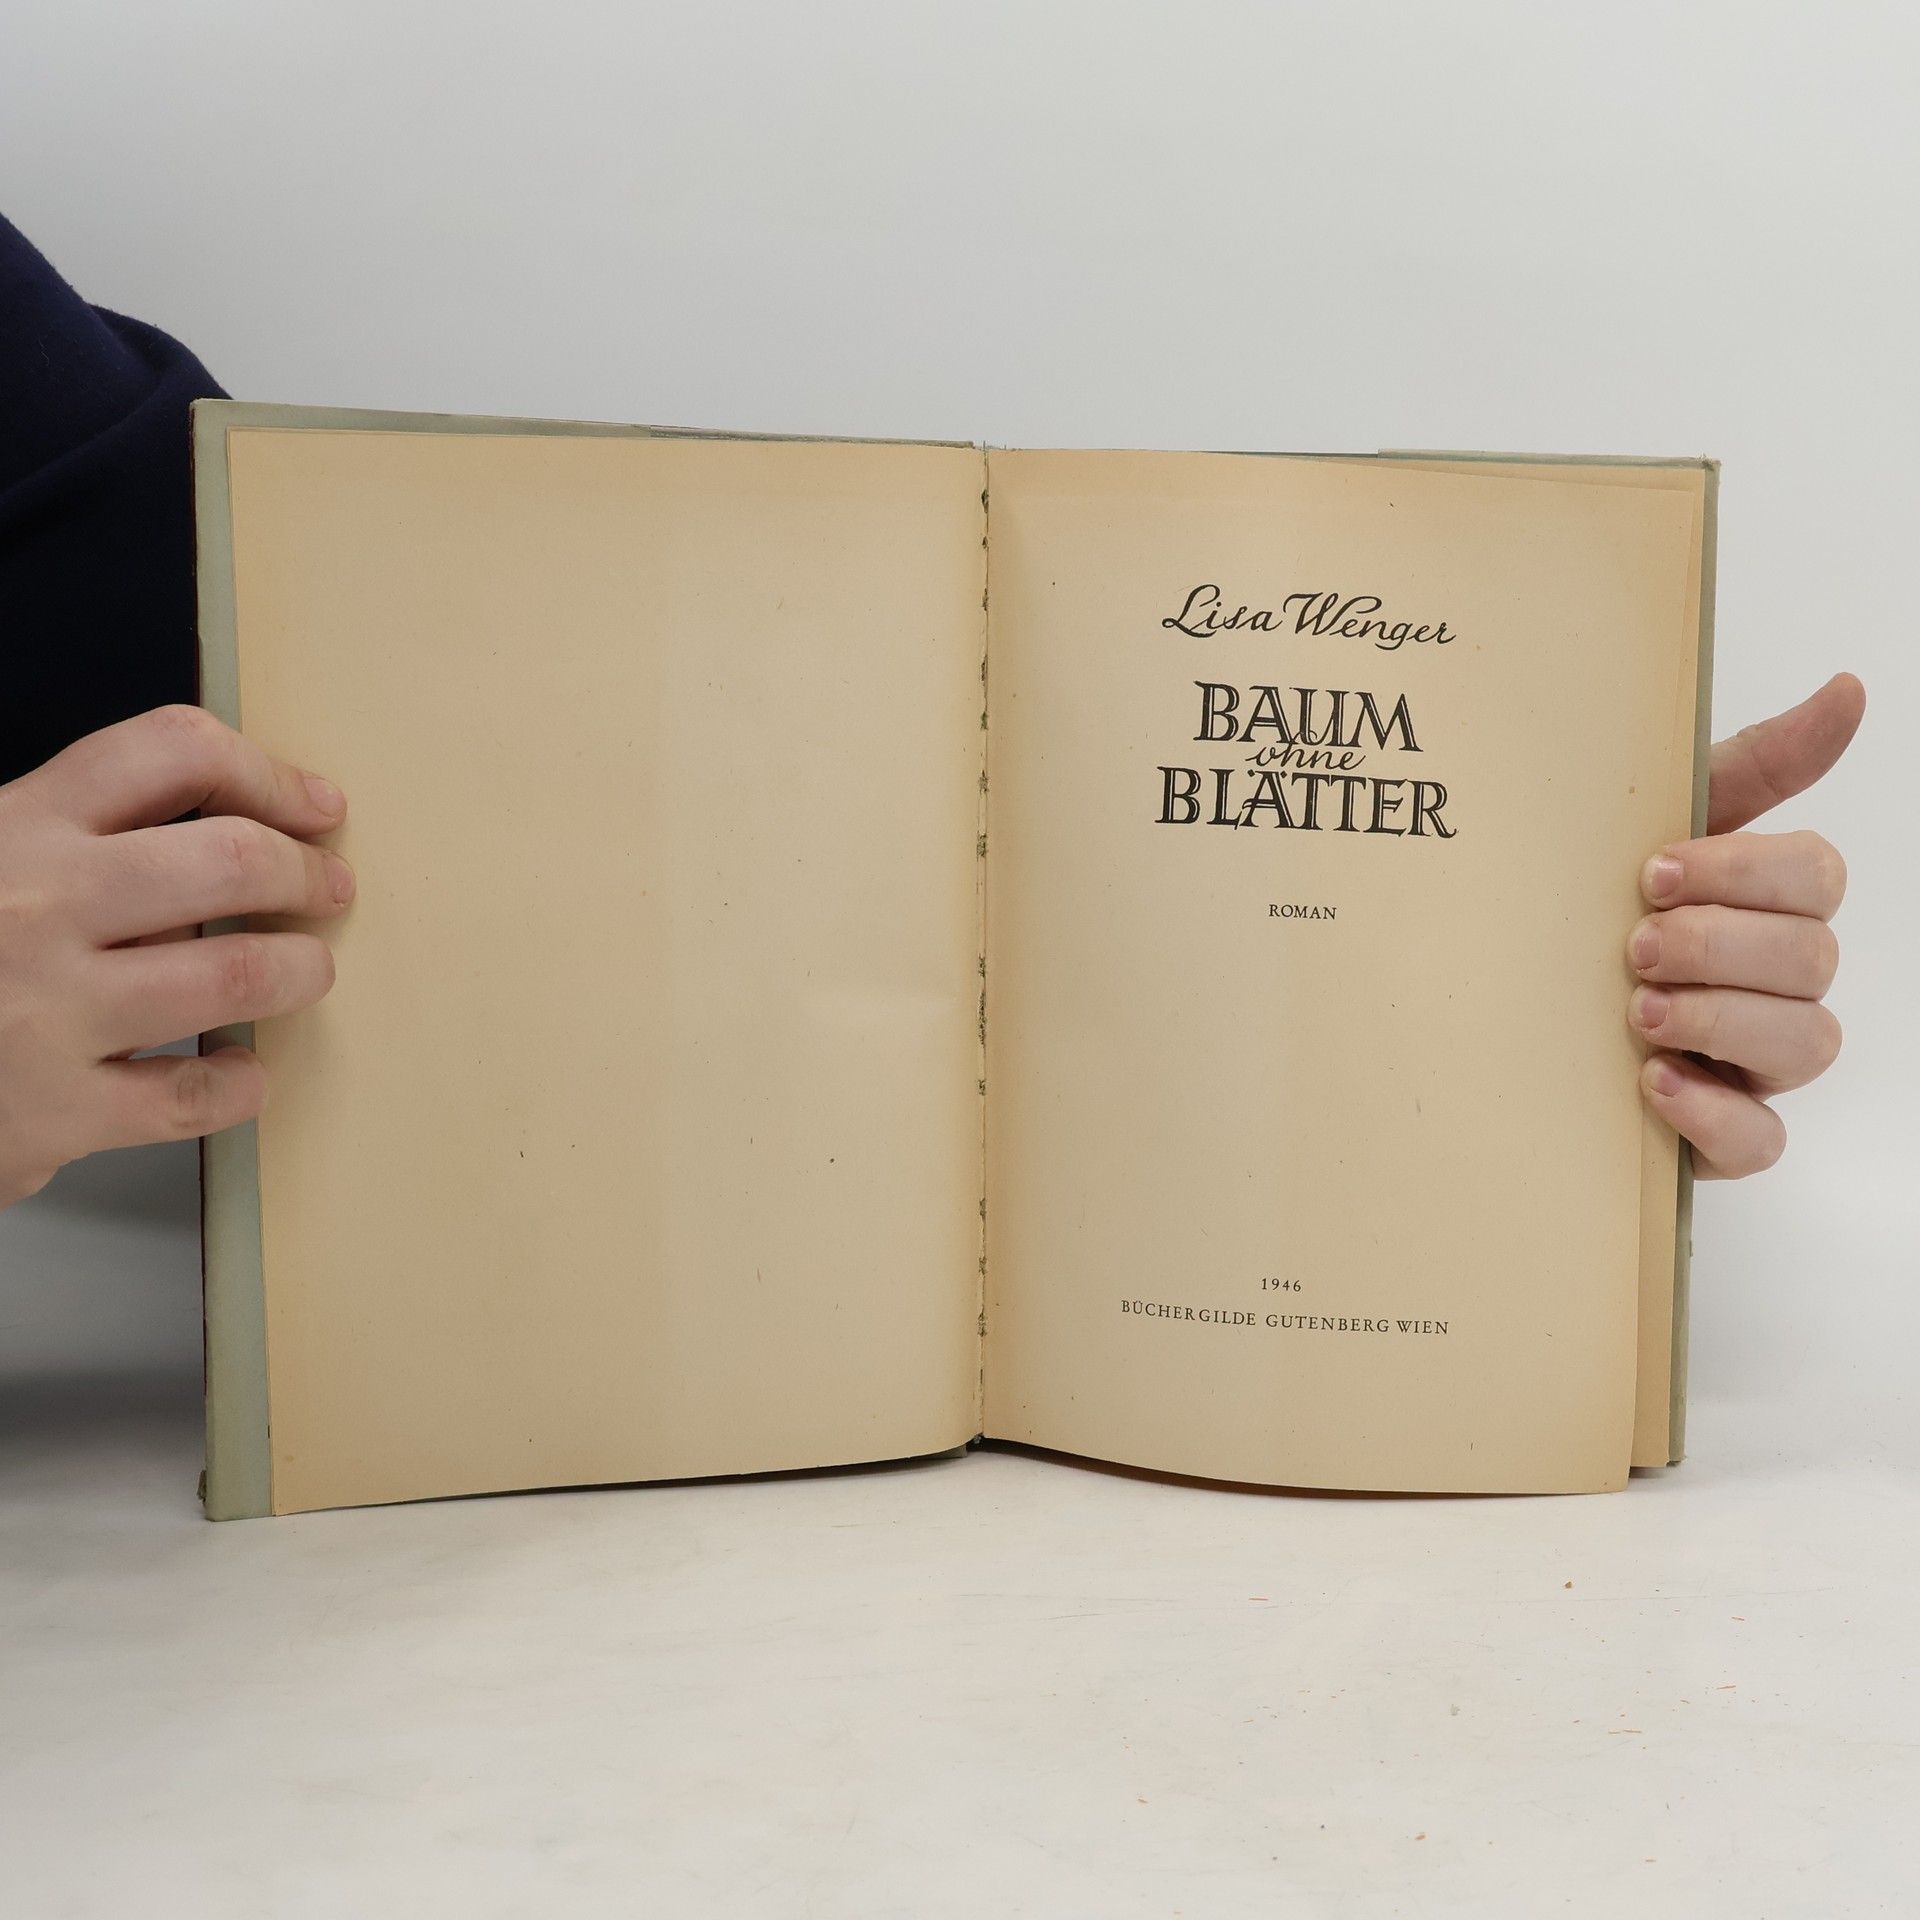 Lisa Wenger
BAUM
ohne
BLÄTTER
ROMAN
1946
BÜCHERGILDE GUTENBERG WIEN